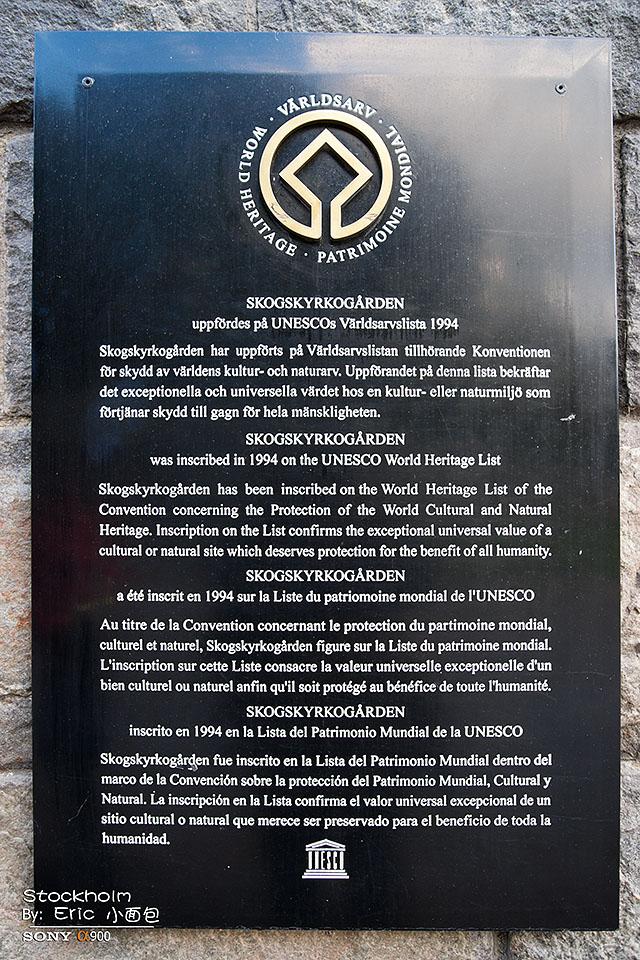 VÄRLDSARV · PATRIMOINE MONDIAL · WORLD HERITAGE ·
SKOGSKYRKOGÅRDEN
uppfördes på UNESCOs Världsarvslista 1994
Skogskyrkogården har uppförts på Världsarvslistan tillhörande Konventionen
för skydd av världens kultur- och naturarv. Uppförandet på denna lista bekräftar
det exceptionella och universella värdet hos en kultur- eller naturmiljö som
förtjänar skydd till gagn för hela mänskligheten.
SKOGSKYRKOGÅRDEN
was inscribed in 1994 on the UNESCO World Heritage List
Skogskyrkogården has been inscribed on the World Heritage List of the
Convention concerning the Protection of the World Cultural and Natural
Heritage. Inscription on the List confirms the exceptional universal value of a
cultural or natural site which deserves protection for the benefit of all humanity.
SKOGSKYRKOGÅRDEN
a été inscrit en 1994 sur la Liste du patriomoine mondial de l'UNESCO
Au titre de la Convention concernant le protection du partimoine mondial,
culturel et naturel, Skogskyrkogården figure sur la Liste du patrimoine mondial.
L'inscription sur cette Liste consacre la valeur universelle exceptionelle d'un
bien culturel ou naturel anfin qu'il soit protégé au bénéfice de toute l'humanité.
SKOGSKYRKOGÅRDEN
inscrito en 1994 en la Lista del Patrimonio Mundial de la UNESCO
Skogskyrkogården fue inscrito en la Lista del Patrimonio Mundial dentro del
marco de la Convención sobre la protección del Patrimonio Mundial, Cultural y
Natural. La inscripción en la Lista confirma el valor universal excepcional de un
sitio cultural o natural que merece ser preservado para el beneficio de toda la
humanidad.
UNESCO
Stockholm
By: Eric 小面包
SONY α900